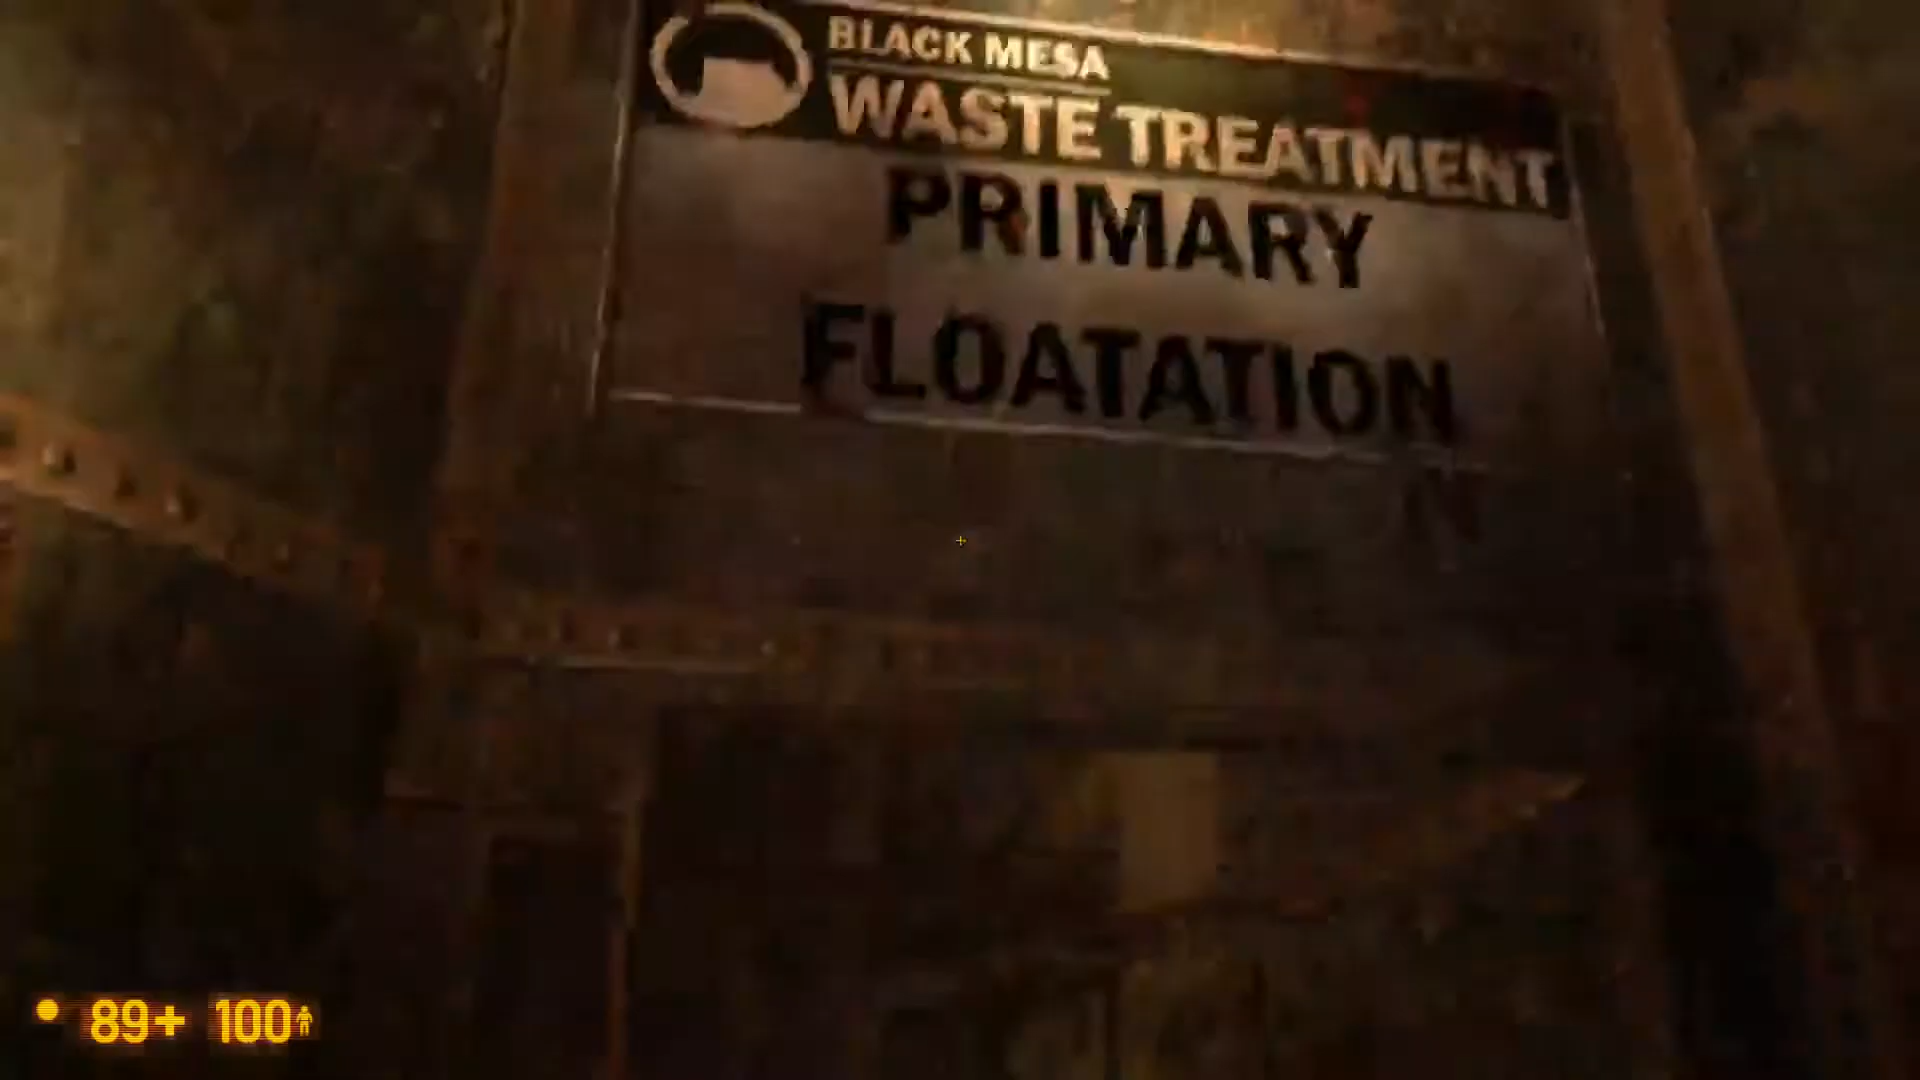 BLACK MESA
WASTE TREATMENT
PRIMARY
FLOATATION
N
89+ 100